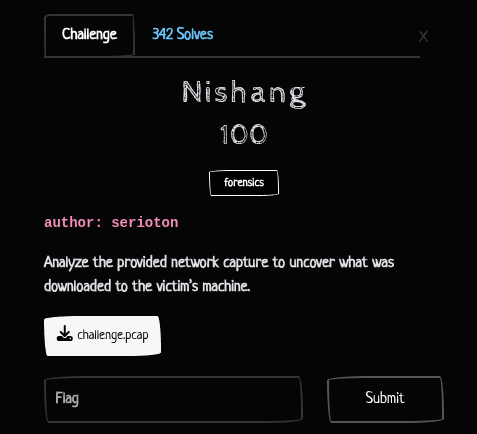 Challenge
342 Solves
x
Nishang
100
forensics
author: serioton
Analyze the provided network capture to uncover what was
downloaded to the victim's machine.
challenge.pcap
Flag
Submit